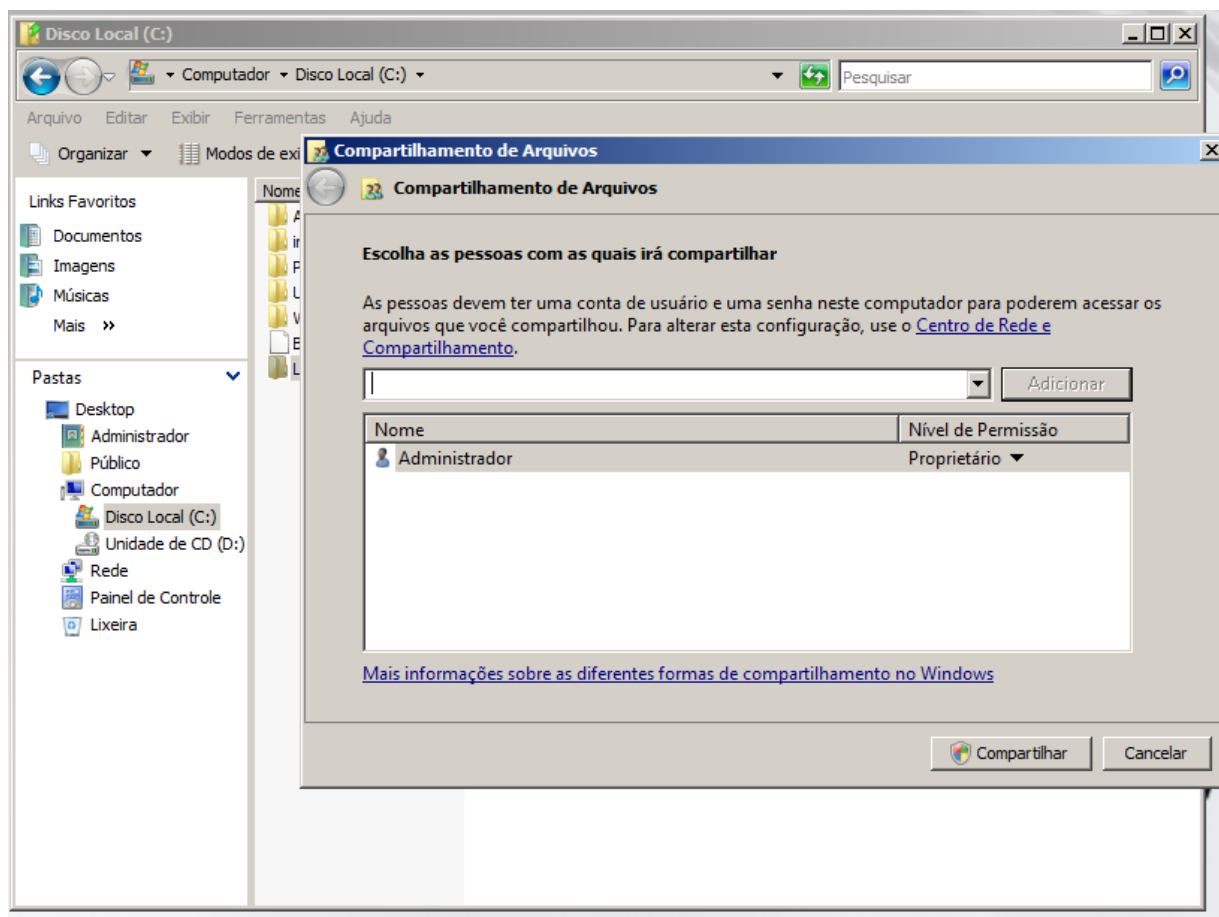 Disco Local (C:)
Computador Disco Local (C:)
Pesquisar
Arquivo Editar Exibir Ferramentas Ajuda
Organizar Modos de exi
Links Favoritos
Documentos
Imagens
Músicas
Mais »
Pastas
Desktop
Administrador
Público
Computador
Disco Local (C:)
Unidade de CD (D:)
Rede
Painel de Controle
Lixeira
Nome
Compartilhamento de Arquivos
Compartilhamento de Arquivos
Escolha as pessoas com as quais irá compartilhar
As pessoas devem ter uma conta de usuário e uma senha neste computador para poderem acessar os
arquivos que você compartilhou. Para alterar esta configuração, use o Centro de Rede e
Compartilhamento.
Adicionar
Nome Nível de Permissão
Administrador Proprietário
Mais informações sobre as diferentes formas de compartilhamento no Windows
Compartilhar Cancelar